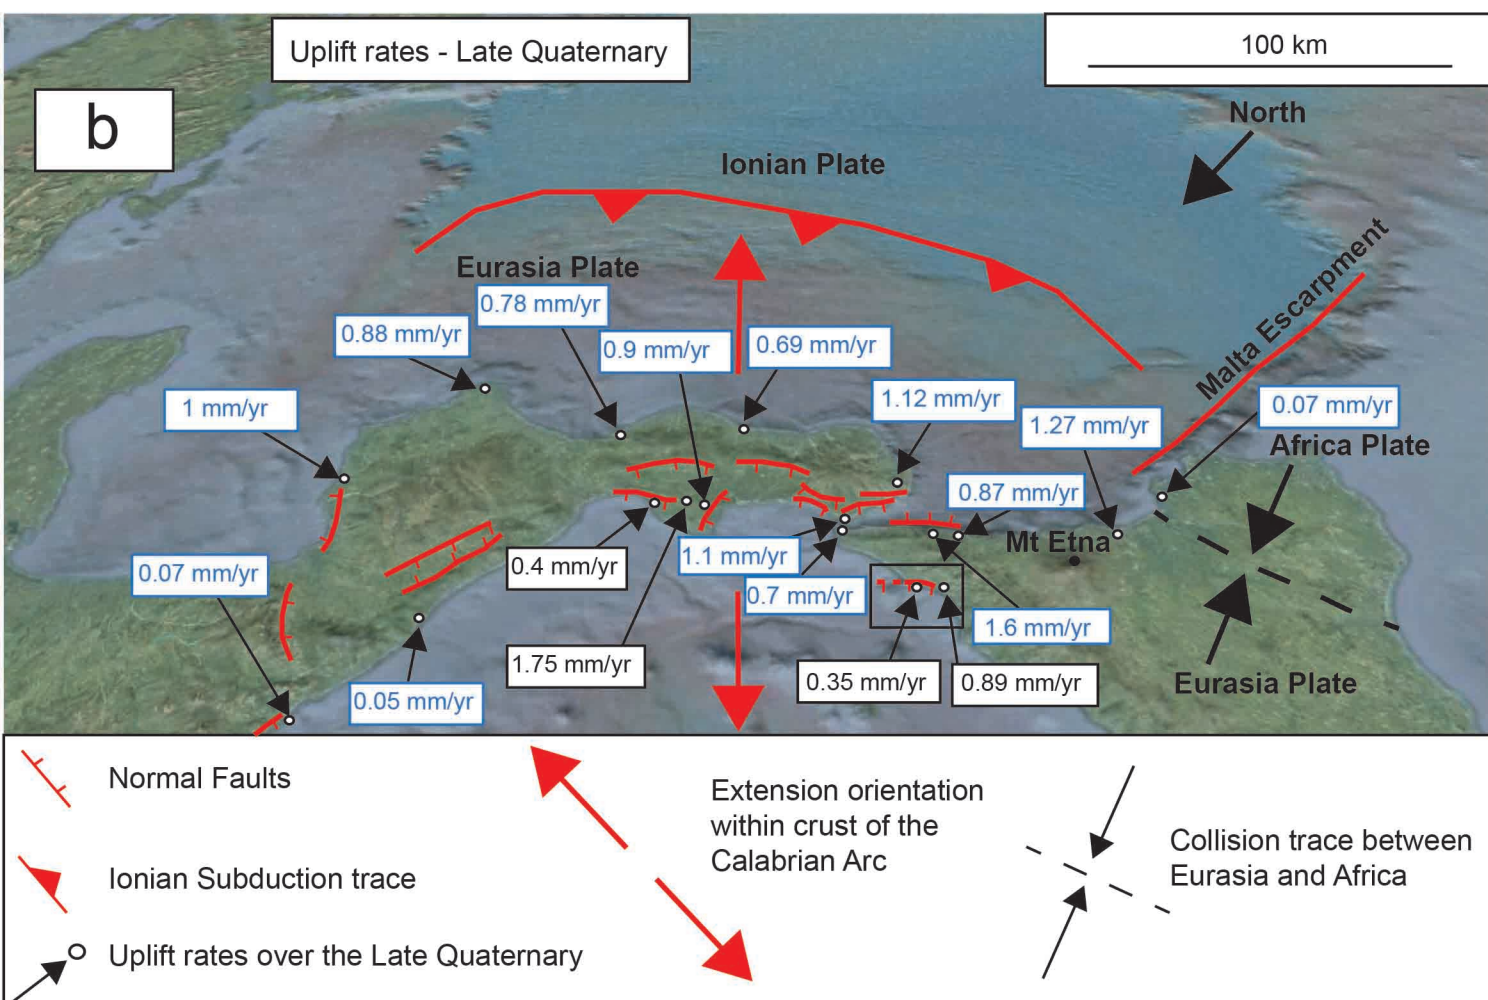 Uplift rates - Late Quaternary
100 km
b
North
Ionian Plate
Malta Escarpment
Eurasia Plate
0.78 mm/yr
0.88 mm/yr
0.9 mm/yr
0.69 mm/yr
1 mm/yr
1.12 mm/yr
1.27 mm/yr
0.07 mm/yr
Africa Plate
0.87 mm/yr
Mt Etna
0.07 mm/yr
0.4 mm/yr
1.1 mm/yr
0.7 mm/yr
1.6 mm/yr
1.75 mm/yr
0.05 mm/yr
0.35 mm/yr
0.89 mm/yr
Eurasia Plate
Normal Faults
Ionian Subduction trace
Uplift rates over the Late Quaternary
Extension orientation
within crust of the
Calabrian Arc
Collision trace between
Eurasia and Africa